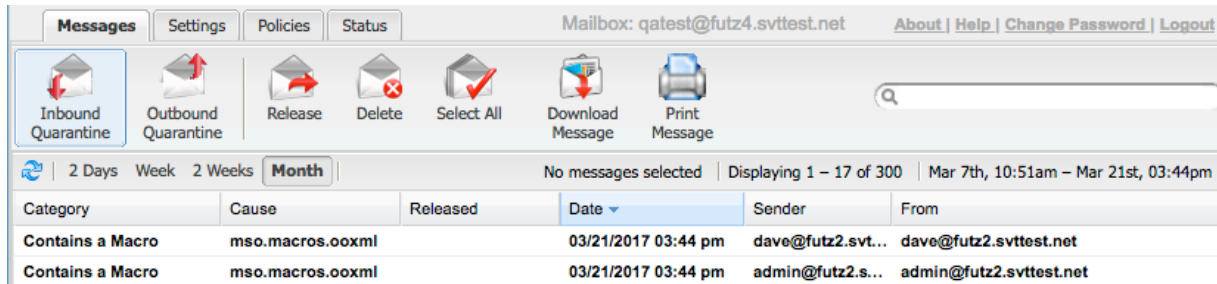 Messages Settings Policies Status Mailbox: qatest@futz4.svttest.net About | Help | Change Password | Logout
Inbound Quarantine Outbound Quarantine Release Delete Select All Download Message Print Message
2 Days Week 2 Weeks Month No messages selected Displaying 1 – 17 of 300 Mar 7th, 10:51am – Mar 21st, 03:44pm
Category Cause Released Date Sender From
Contains a Macro mso.macros.ooxml 03/21/2017 03:44 pm dave@futz2.svt... dave@futz2.svttest.net
Contains a Macro mso.macros.ooxml 03/21/2017 03:44 pm admin@futz2.s... admin@futz2.svttest.net